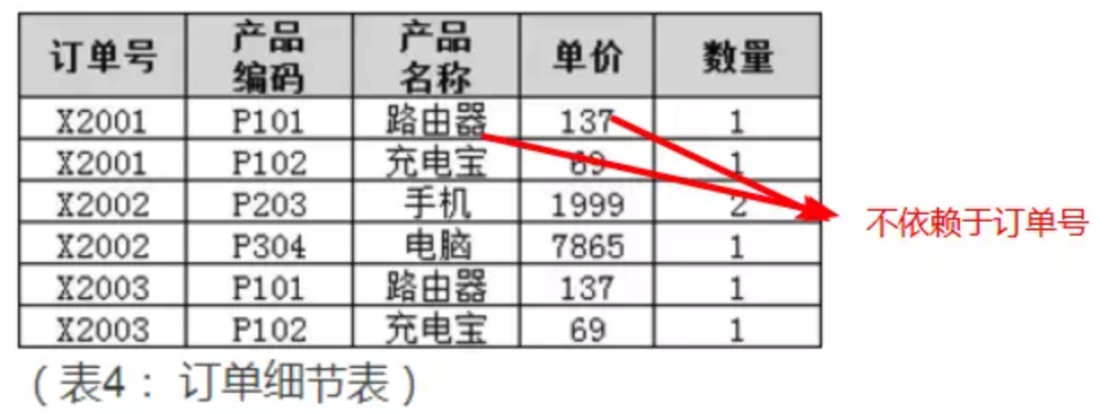 订单号 产品编码 产品名称 单价 数量
X2001 P101 路由器 137 1
X2001 P102 充电宝 69 1
X2002 P203 手机 1999 2
X2002 P304 电脑 7865 1
X2003 P101 路由器 137 1
X2003 P102 充电宝 69 1
不依赖于订单号
（表4：订单细节表）